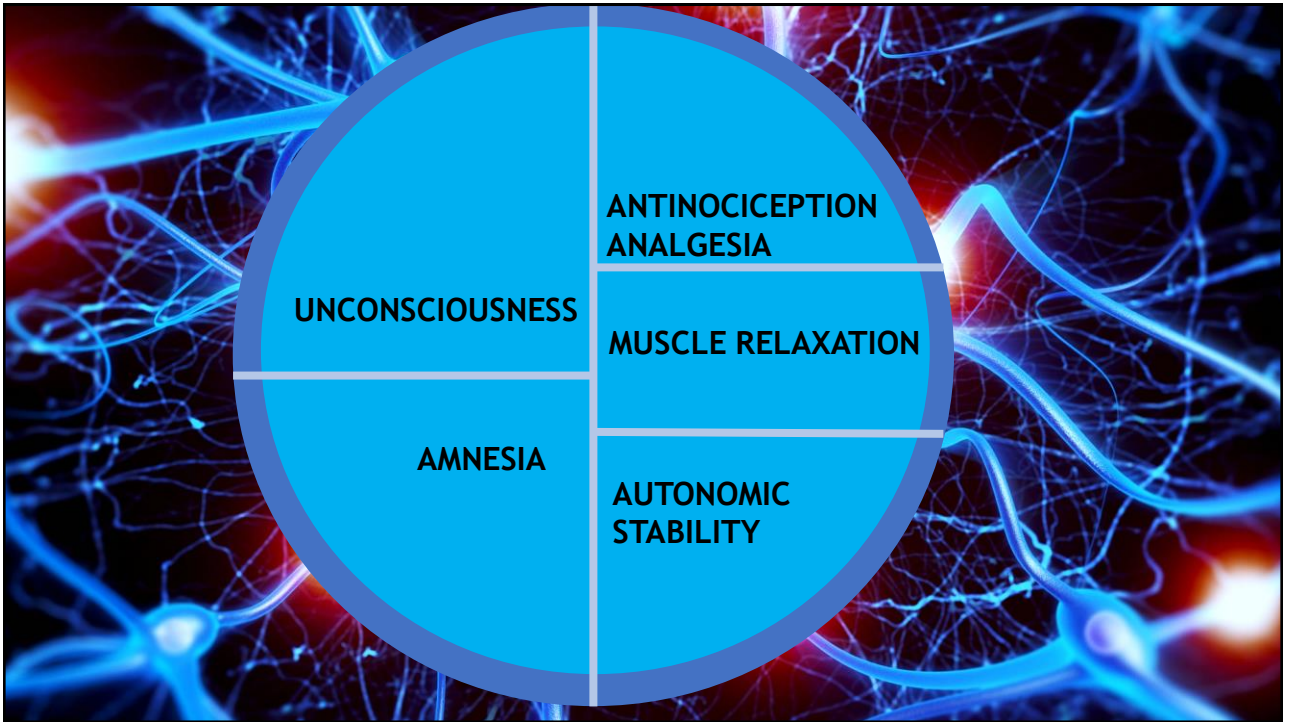 UNCONSCIOUSNESS
AMNESIA
ANTINOCICEPTION
ANALGESIA
MUSCLE RELAXATION
AUTONOMIC
STABILITY